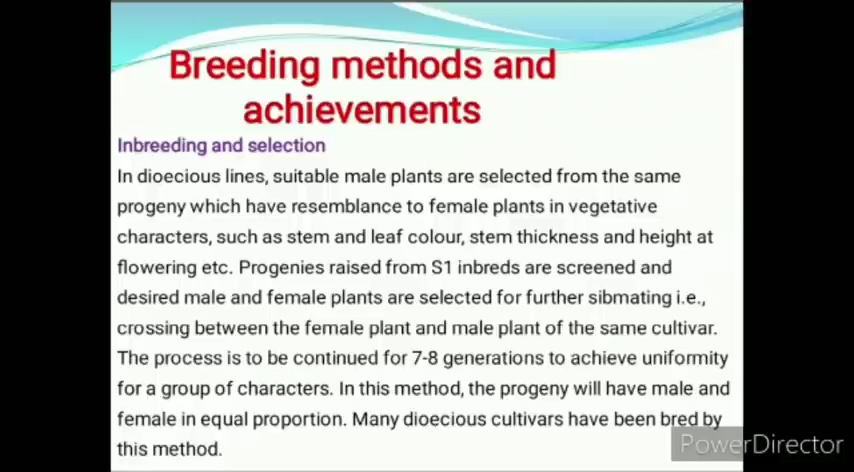 Breeding methods and
achievements
Inbreeding and selection
In dioecious lines, suitable male plants are selected from the same
progeny which have resemblance to female plants in vegetative
characters, such as stem and leaf colour, stem thickness and height at
flowering etc. Progenies raised from S1 inbreds are screened and
desired male and female plants are selected for further sibmating i.e.,
crossing between the female plant and male plant of the same cultivar.
The process is to be continued for 7-8 generations to achieve uniformity
for a group of characters. In this method, the progeny will have male and
female in equal proportion. Many dioecious cultivars have been bred by
this method.
PowerDirector